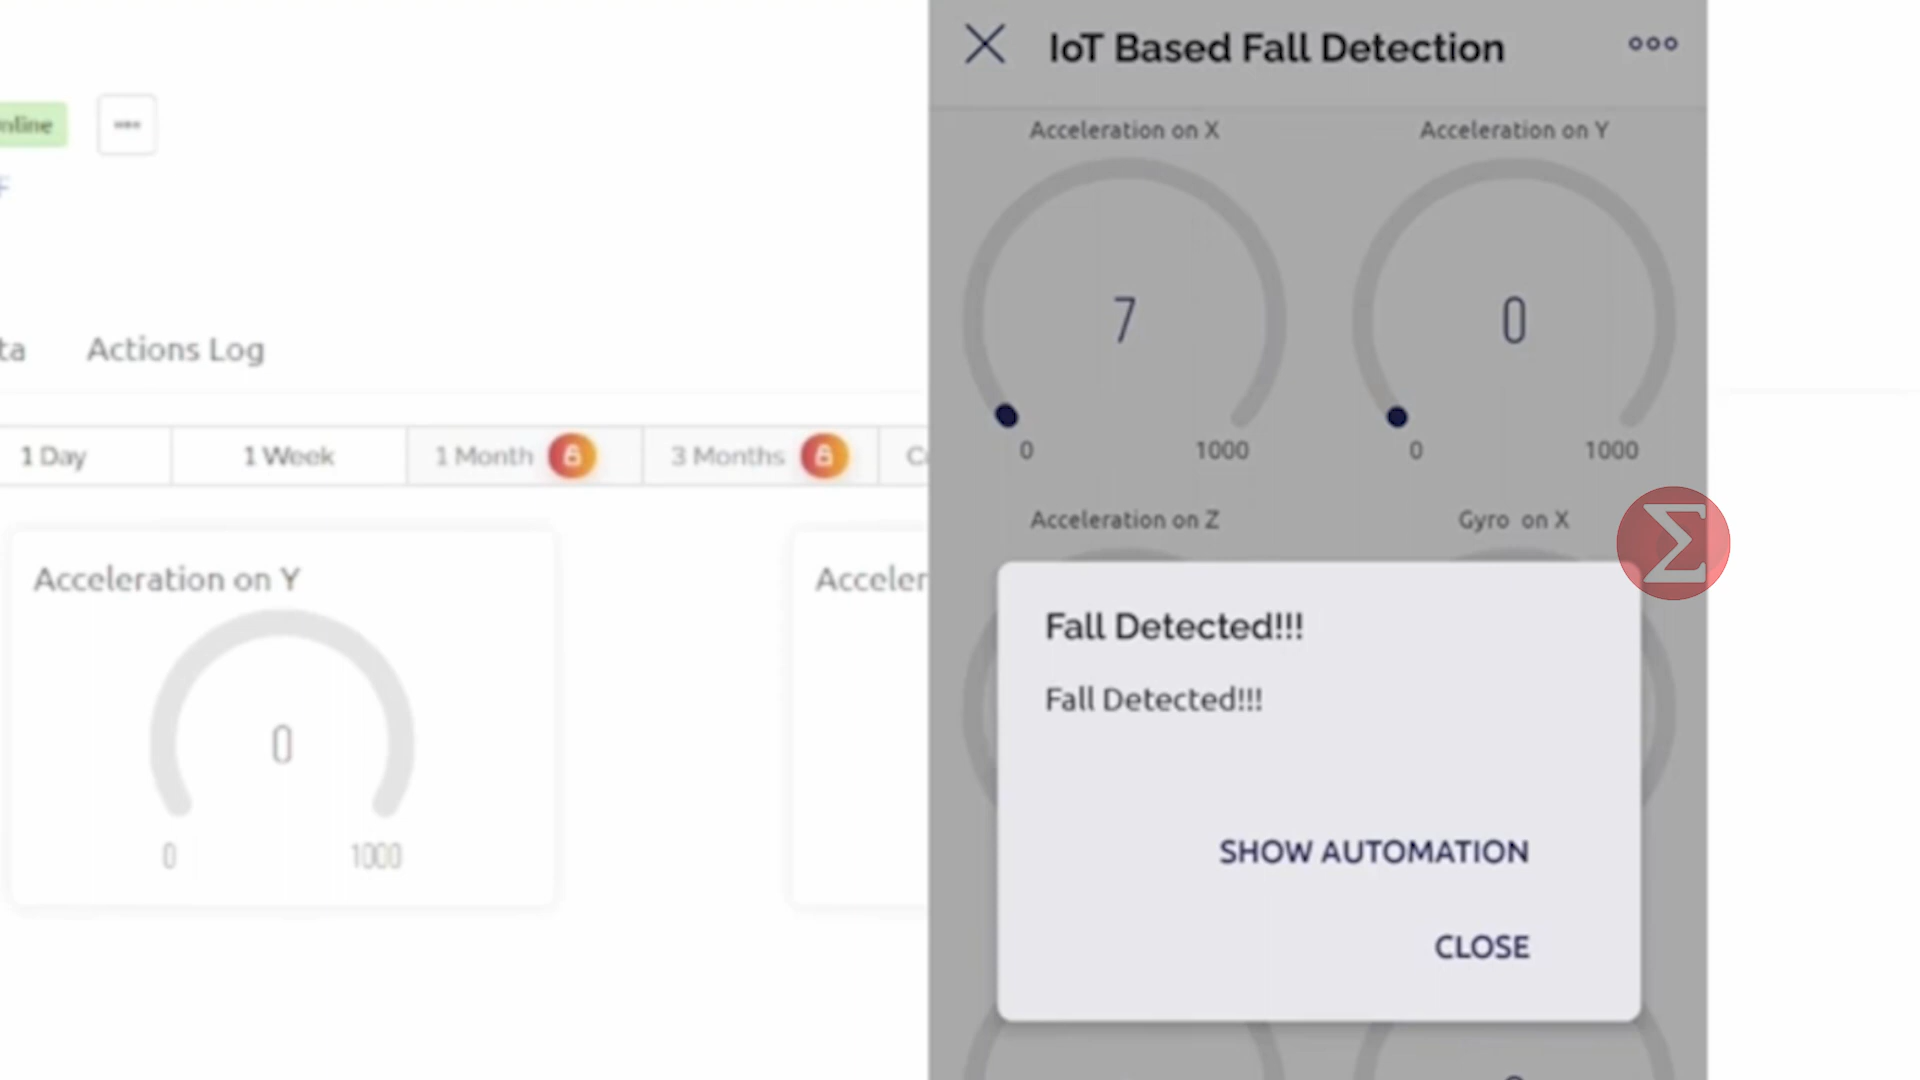 Actions Log
1 Day
1 Week
1 Month
3 Months
Acceleration on Y
0
0
1000
IoT Based Fall Detection
Acceleration on X
Acceleration on Y
7
0
0
1000
0
1000
Acceleration on Z
Gyro on X
Fall Detected!!!
Fall Detected!!!
SHOW AUTOMATION
CLOSE